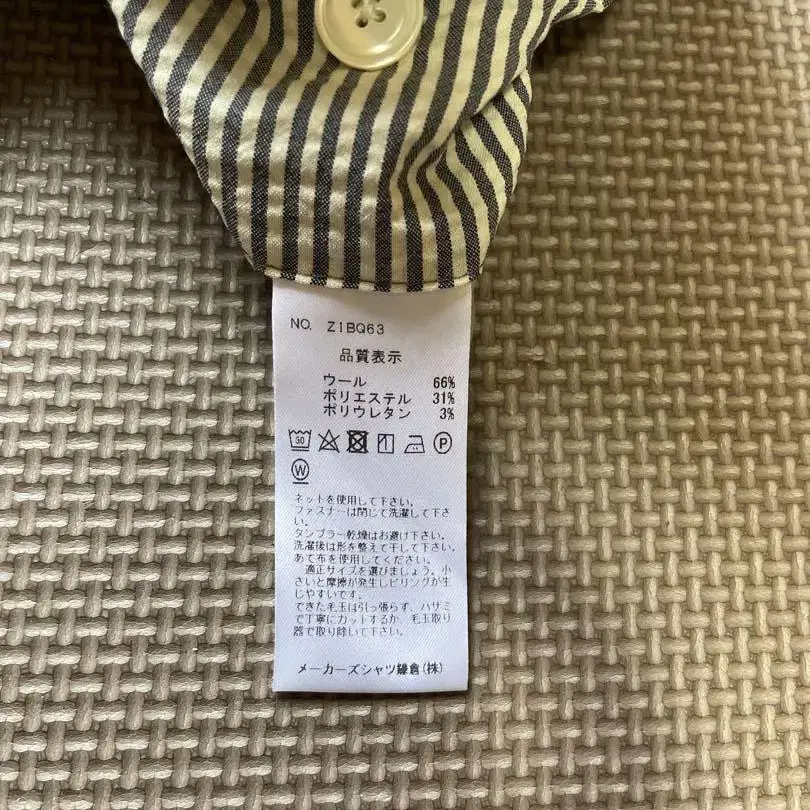 NO. Z1BQ63
品質表示
ウール 66%
ポリエステル 31%
ポリウレタン 3%
30
P
W
ネットを使用して下さい。
ファスナーは閉じて洗濯して下さ
い。
タンブラー乾燥はお避け下さい。
洗濯後は形を整えて干して下さい。
あて布を使用してください。
適正サイズを選びましょう。小
さいと摩擦が発生しピリングが生
じやすいです。
できた毛玉は引っ張らず、ハサミ
で丁寧にカットするか、毛玉取り
器で取り除いて下さい。
メーカーズシャツ鎌倉(株)